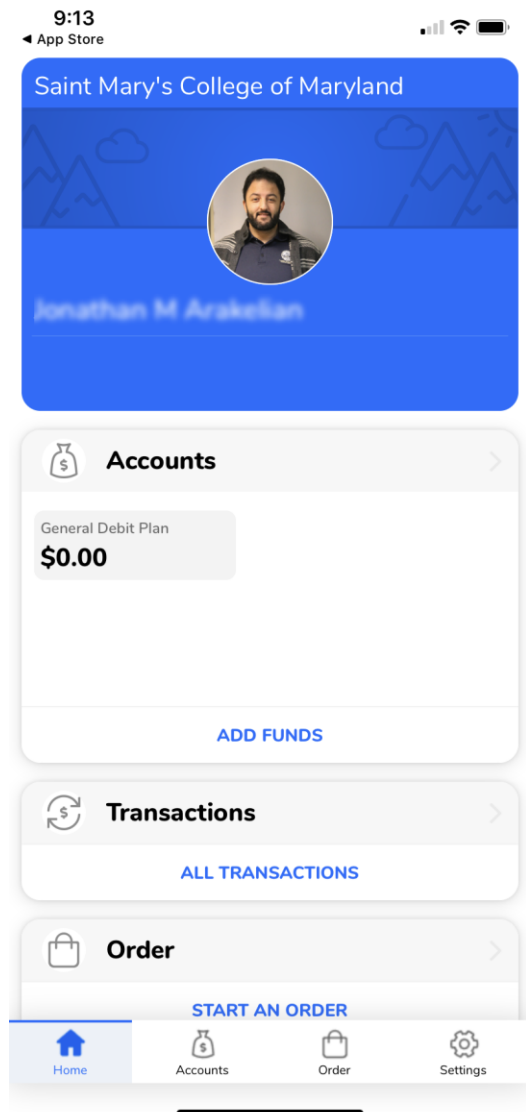 9:13
◀ App Store
Saint Mary's College of Maryland
Accounts
General Debit Plan
$0.00
ADD FUNDS
Transactions
ALL TRANSACTIONS
Order
START AN ORDER
Home
Accounts
Order
Settings